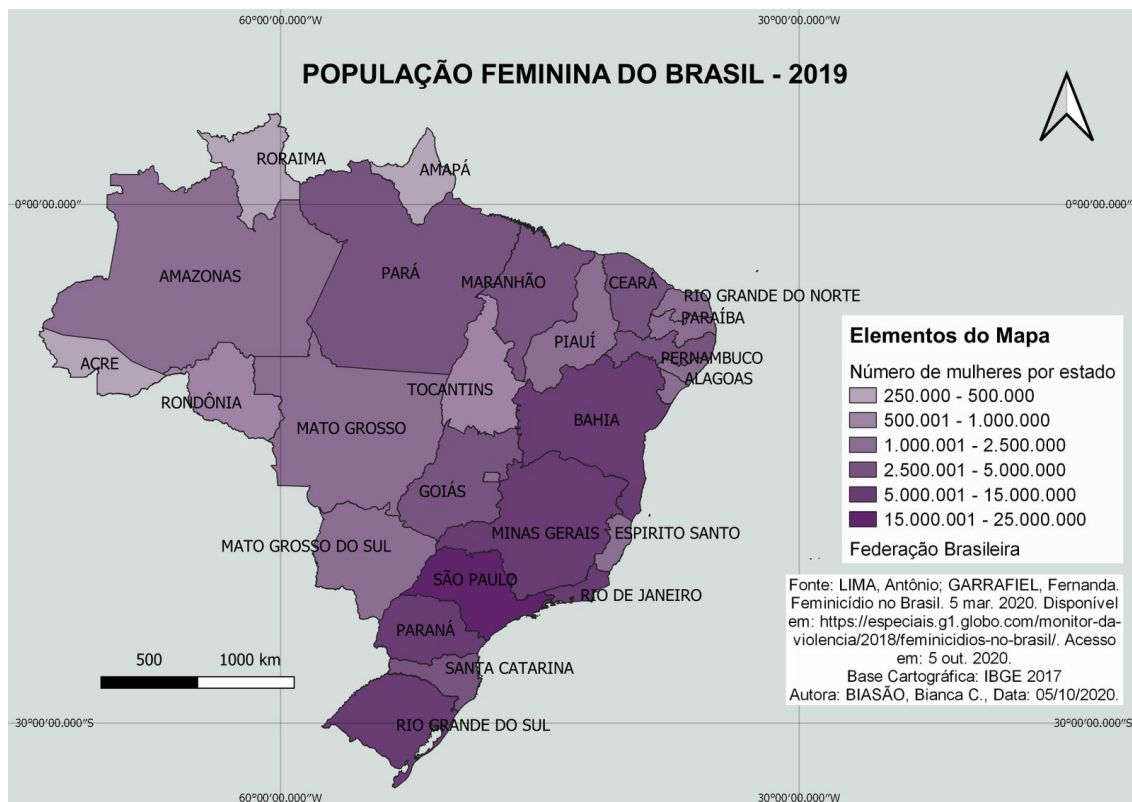 60°00′00.000″W
30°00′00.000″W
POPULAÇÃO FEMININA DO BRASIL - 2019
RORAIMA
AMAPÁ
0°00′00.000″
0°00′00.000″
AMAZONAS
PARÁ
MARANHÃO
CEARÁ
RIO GRANDE DO NORTE
PARAÍBA
PIAUÍ
PERNAMBUCO
ALAGOAS
ACRE
TOCANTINS
RONDÔNIA
MATO GROSSO
BAHIA
GOIÁS
MINAS GERAIS
ESPIRITO SANTO
MATO GROSSO DO SUL
SÃO PAULO
RIO DE JANEIRO
PARANÁ
SANTA CATARINA
RIO GRANDE DO SUL
Elementos do Mapa
Número de mulheres por estado
250.000 - 500.000
500.001 - 1.000.000
1.000.001 - 2.500.000
2.500.001 - 5.000.000
5.000.001 - 15.000.000
15.000.001 - 25.000.000
Federação Brasileira
Fonte: LIMA, Antônio; GARRAFIEL, Fernanda.
Feminicídio no Brasil. 5 mar. 2020. Disponível
em: https://especiais.g1.globo.com/monitor-da-
violencia/2018/feminicidios-no-brasil/. Acesso
em: 5 out. 2020.
Base Cartográfica: IBGE 2017
Autora: BIASÃO, Bianca C., Data: 05/10/2020.
500 1000 km
30°00′00.000″S
30°00′00.000″S
60°00′00.000″W
30°00′00.000″W